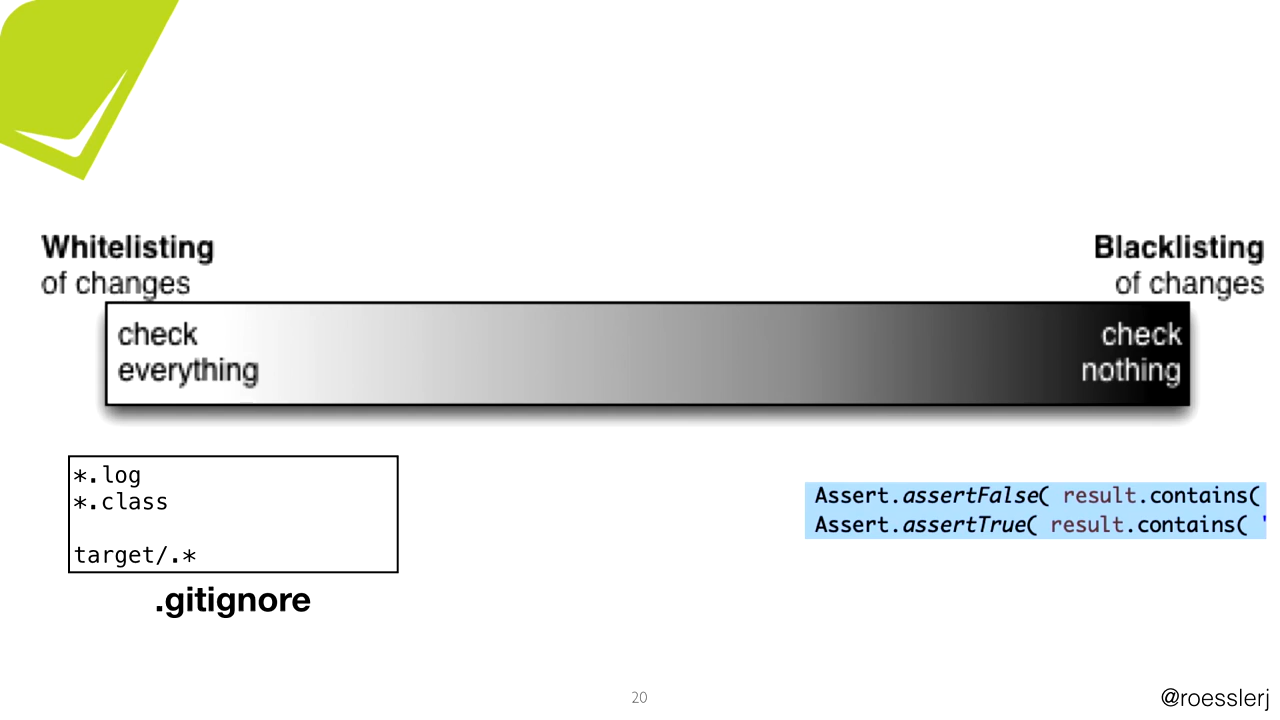 Whitelisting
of changes
Blacklisting
of changes
check
everything
check
nothing
*.log
*.class
target/.*
.gitignore
Assert.assertFalse( result.contains(
Assert.assertTrue( result.contains( "
20
@roesslerj